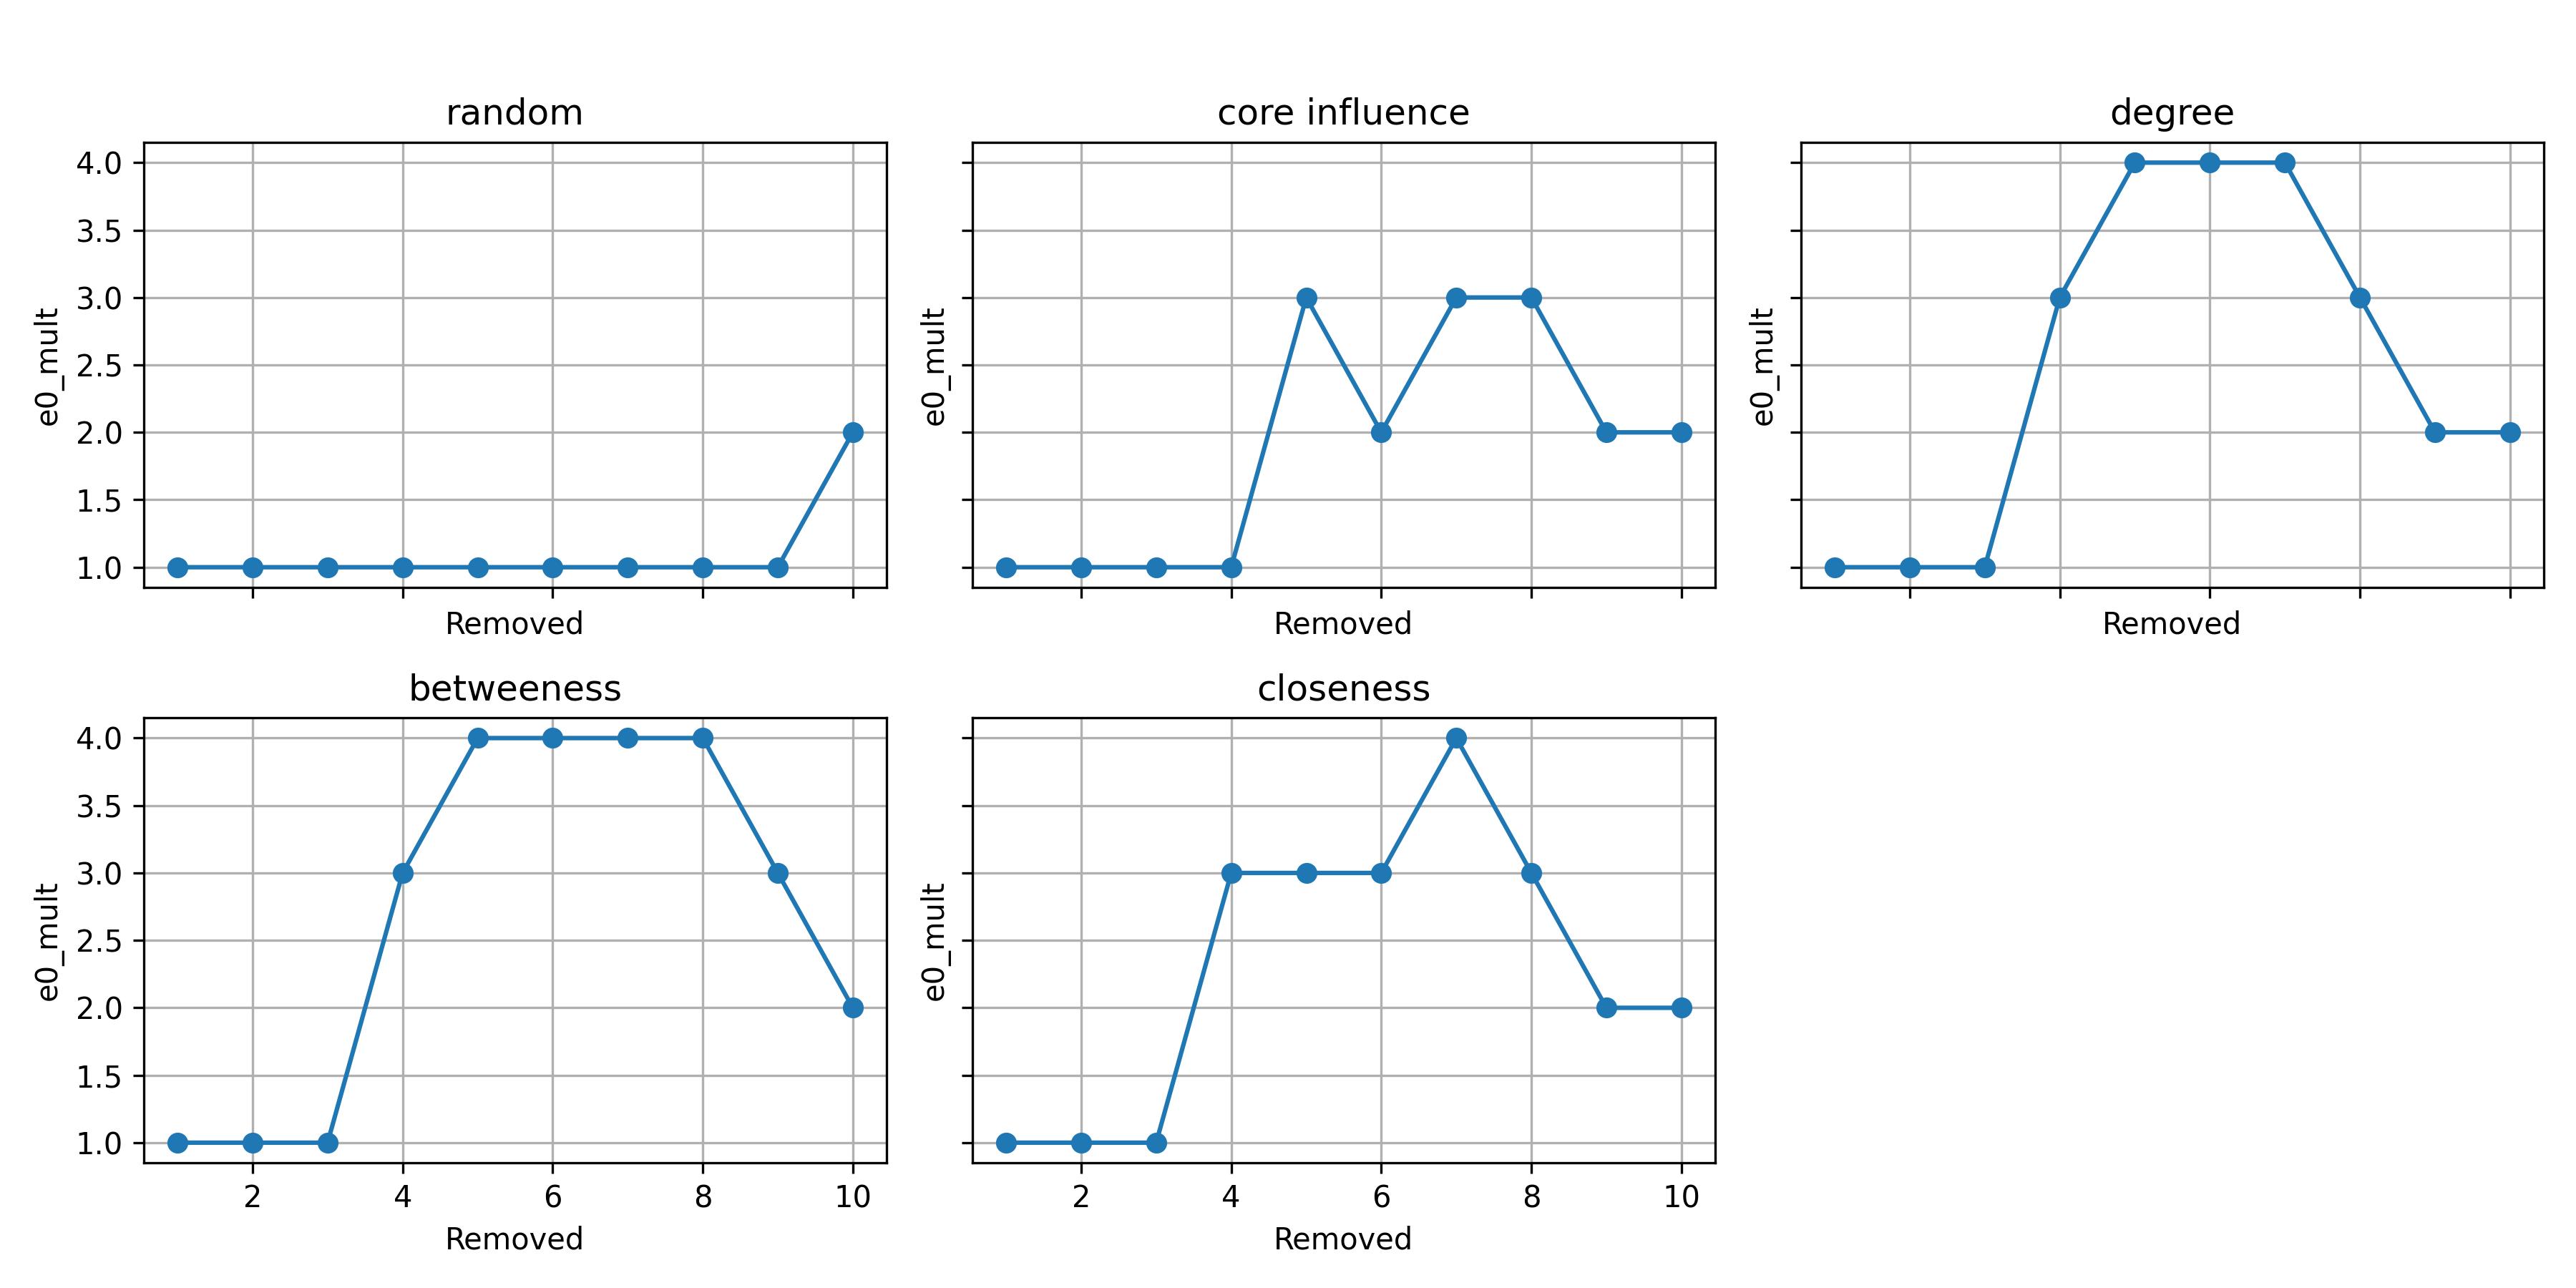 random
core influence
degree
4.0
3.5
3.0
2.5
2.0
1.5
1.0
e0_mult
e0_mult
e0_mult
Removed
Removed
Removed
betweeness
closeness
4.0
3.5
3.0
2.5
2.0
1.5
1.0
e0_mult
e0_mult
2 4 6 8 10
2 4 6 8 10
Removed
Removed